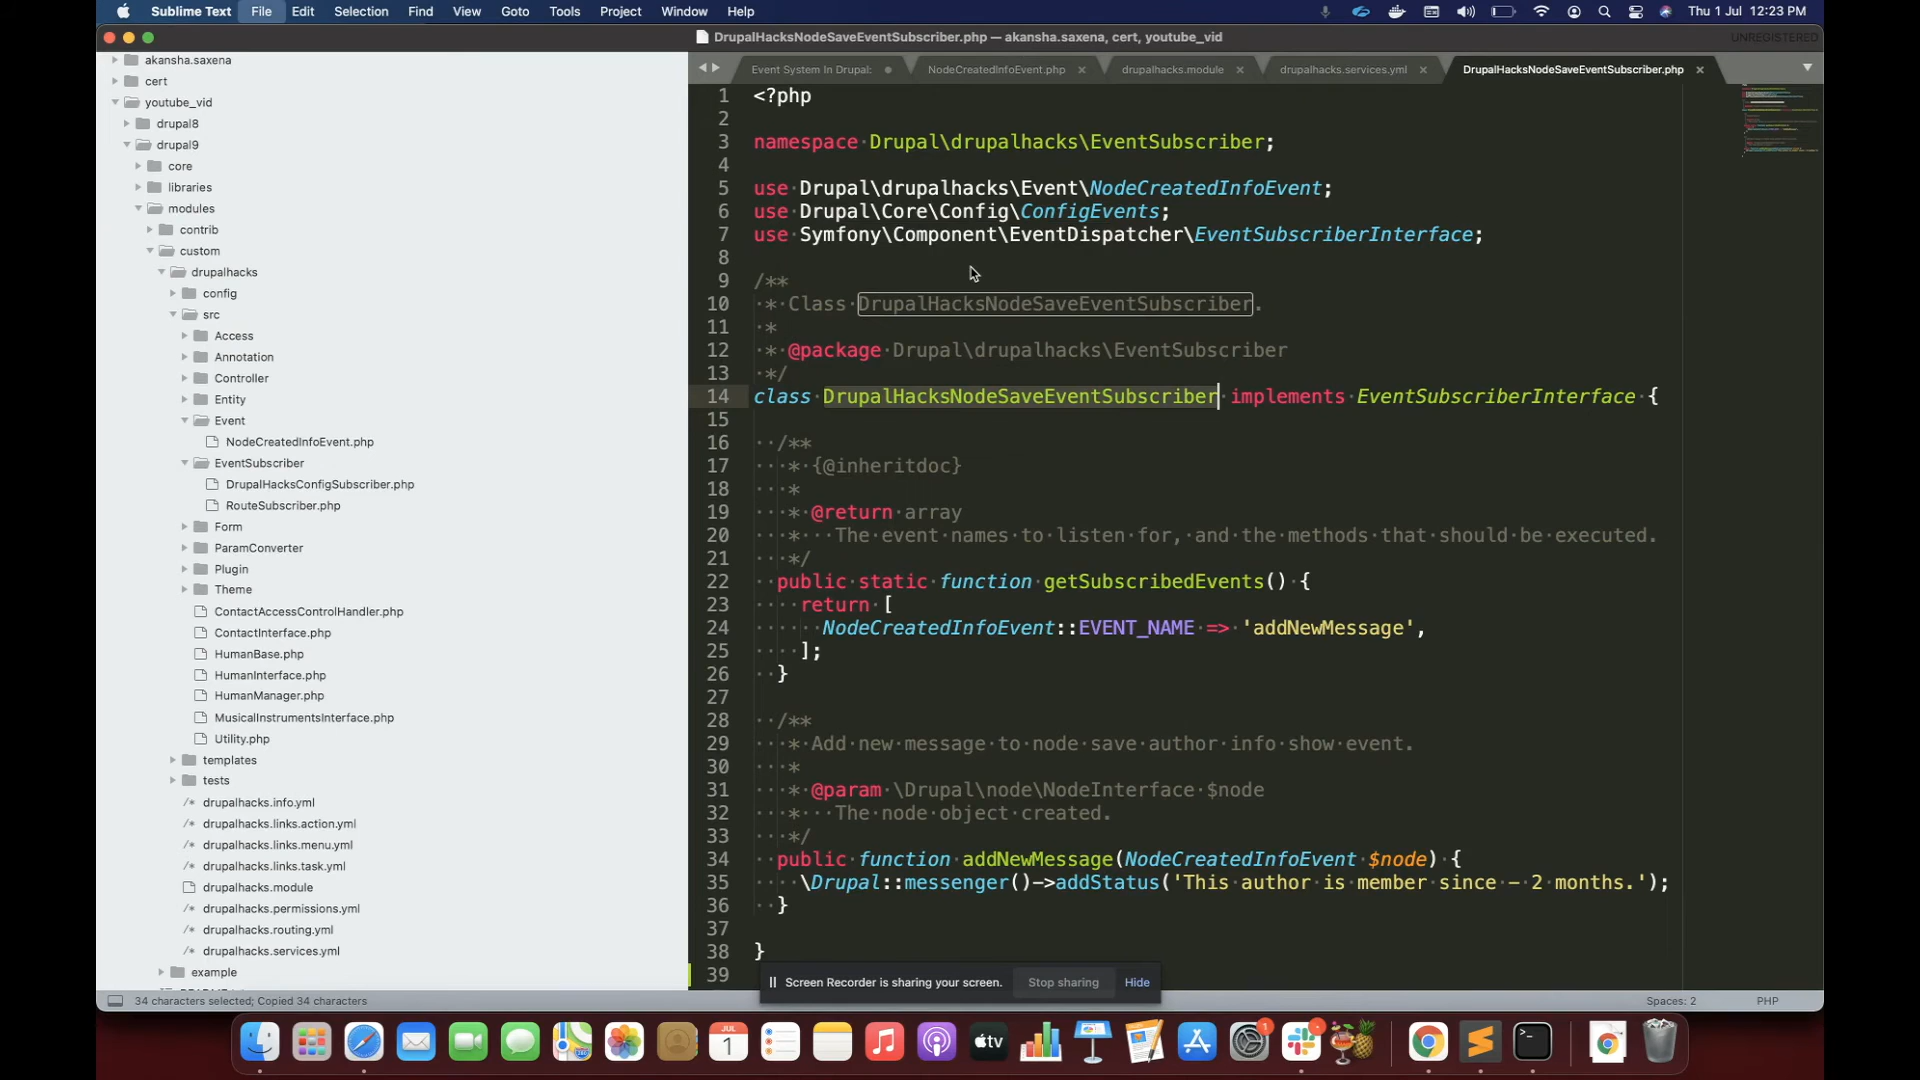 Sublime Text File Edit Selection Find View Goto Tools Project Window Help Thu 1 Jul 12:23 PM
DrupalHacksNodeSaveEventSubscriber.php — akansha.saxena, cert, youtube_vid UNREGISTERED
Event System In Drupal: NodeCreatedInfoEvent.php drupalhacks.module drupalhacks.services.yml DrupalHacksNodeSaveEventSubscriber.php
akansha.saxena
cert
youtube_vid
drupal8
drupal9
core
libraries
modules
contrib
custom
drupalhacks
config
src
Access
Annotation
Controller
Entity
Event
NodeCreatedInfoEvent.php
EventSubscriber
DrupalHacksConfigSubscriber.php
RouteSubscriber.php
Form
ParamConverter
Plugin
Theme
ContactAccessControlHandler.php
ContactInterface.php
HumanBase.php
HumanInterface.php
HumanManager.php
MusicalInstrumentsInterface.php
Utility.php
templates
tests
/* drupalhacks.info.yml
/* drupalhacks.links.action.yml
/* drupalhacks.links.menu.yml
/* drupalhacks.links.task.yml
drupalhacks.module
/* drupalhacks.permissions.yml
/* drupalhacks.routing.yml
/* drupalhacks.services.yml
example
1 <?php
2
3 namespace Drupal\drupalhacks\EventSubscriber;
4
5 use Drupal\drupalhacks\Event\NodeCreatedInfoEvent;
6 use Drupal\Core\Config\ConfigEvents;
7 use Symfony\Component\EventDispatcher\EventSubscriberInterface;
8
9 /**
10 * Class DrupalHacksNodeSaveEventSubscriber.
11 *
12 * @package Drupal\drupalhacks\EventSubscriber
13 */
14 class DrupalHacksNodeSaveEventSubscriber implements EventSubscriberInterface {
15
16 /**
17 * {@inheritdoc}
18 *
19 * @return array
20 * The event names to listen for, and the methods that should be executed.
21 */
22 public static function getSubscribedEvents() {
23 return [
24 NodeCreatedInfoEvent::EVENT_NAME => 'addNewMessage',
25 ];
26 }
27
28 /**
29 * Add new message to node save author info show event.
30 *
31 * @param \Drupal\node\NodeInterface $node
32 * The node object created.
33 */
34 public function addNewMessage(NodeCreatedInfoEvent $node) {
35 \Drupal::messenger()->addStatus('This author is member since - 2 months.');
36 }
37
38 }
39
Screen Recorder is sharing your screen. Stop sharing Hide
34 characters selected; Copied 34 characters Spaces: 2 PHP
JUL
1
tv
1